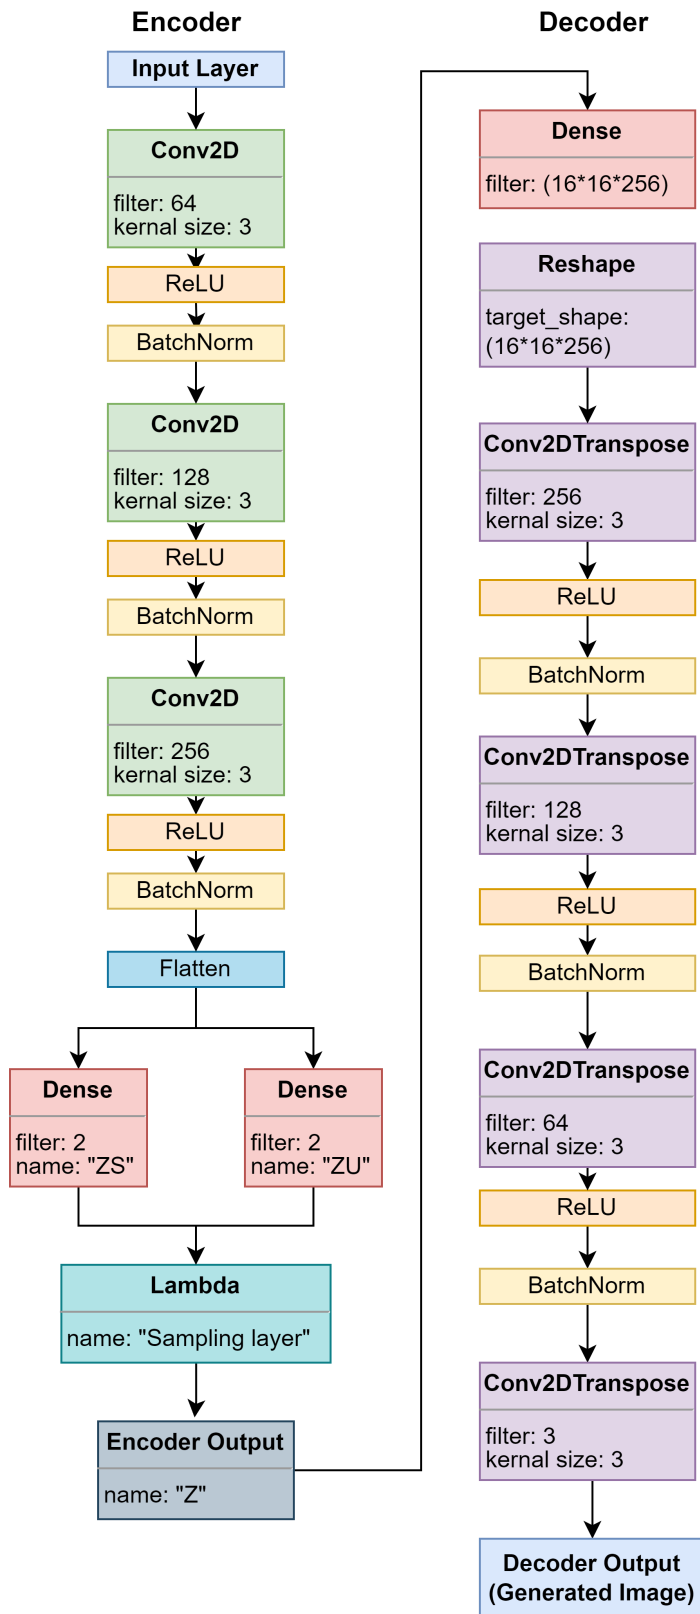 Encoder
Input Layer
Conv2D
filter: 64
kernal size: 3
ReLU
BatchNorm
Conv2D
filter: 128
kernal size: 3
ReLU
BatchNorm
Conv2D
filter: 256
kernal size: 3
ReLU
BatchNorm
Flatten
Dense
filter: 2
name: "ZS"
Dense
filter: 2
name: "ZU"
Lambda
name: "Sampling layer"
Encoder Output
name: "Z"
Decoder
Dense
filter: (16*16*256)
Reshape
target_shape:
(16*16*256)
Conv2DTranspose
filter: 256
kernal size: 3
ReLU
BatchNorm
Conv2DTranspose
filter: 128
kernal size: 3
ReLU
BatchNorm
Conv2DTranspose
filter: 64
kernal size: 3
ReLU
BatchNorm
Conv2DTranspose
filter: 3
kernal size: 3
Decoder Output
(Generated Image)